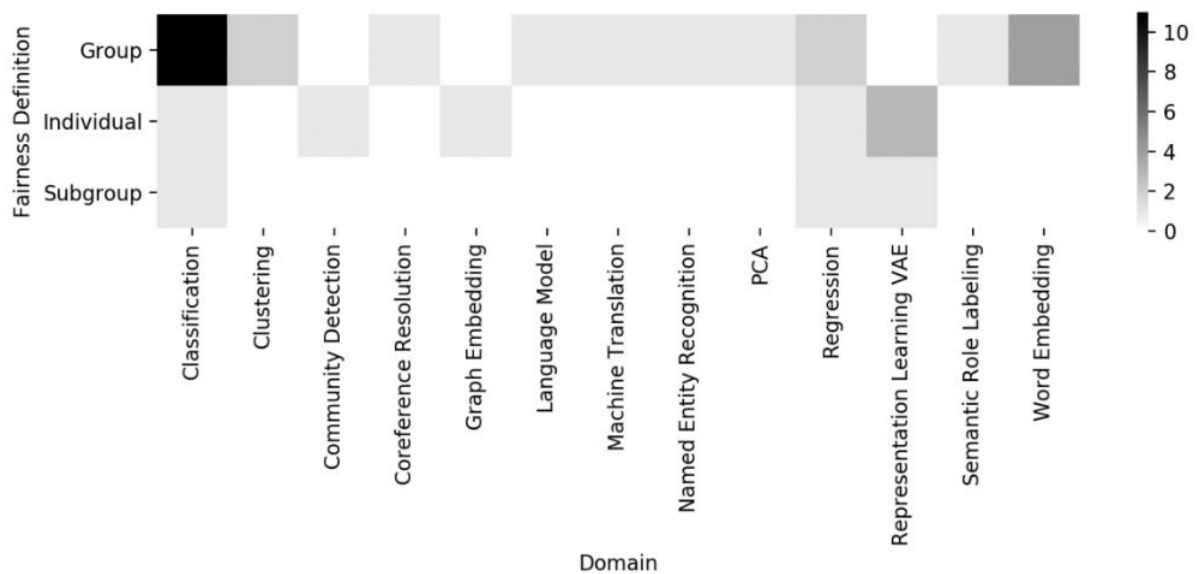 Fairness Definition
Group
Individual
Subgroup
Classification
Clustering
Community Detection
Coreference Resolution
Graph Embedding
Language Model
Machine Translation
Named Entity Recognition
PCA
Regression
Representation Learning VAE
Semantic Role Labeling
Word Embedding
Domain
10
8
6
4
2
0